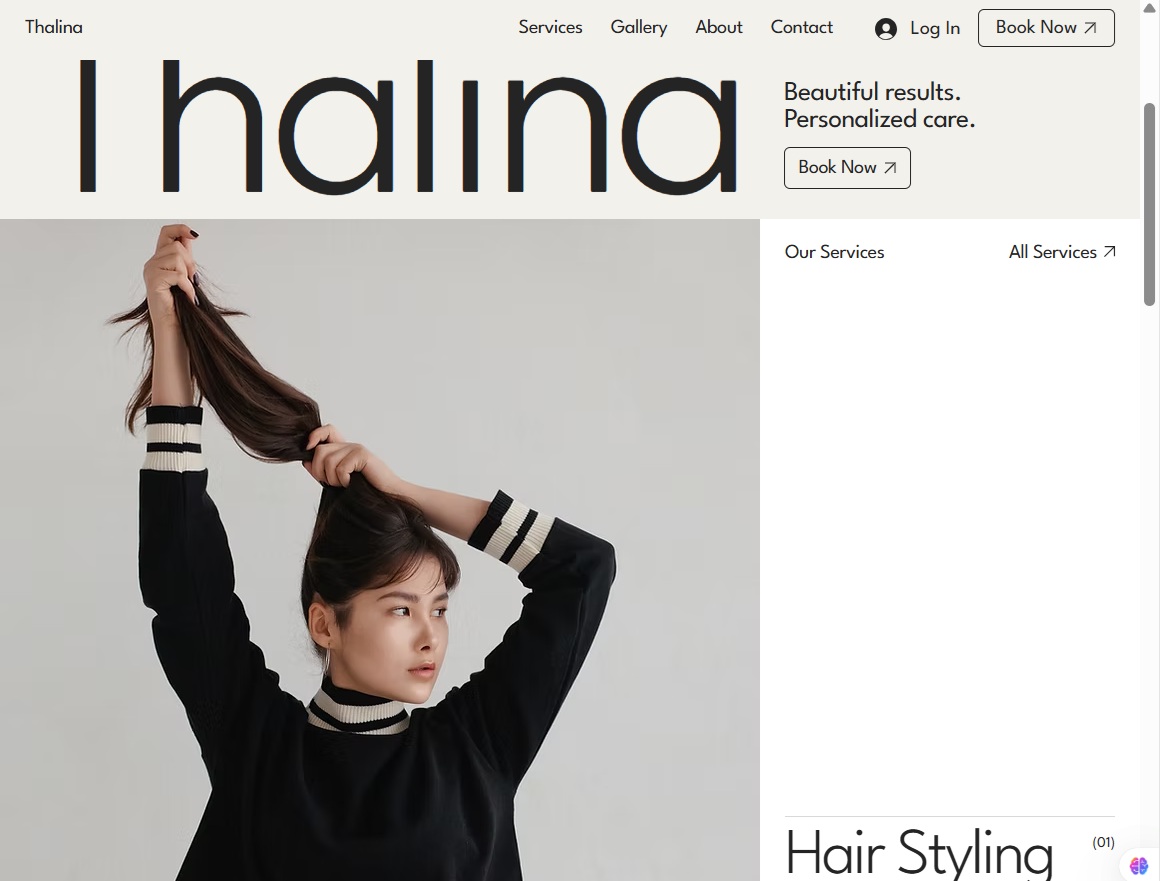 Thalina
Services
Gallery
About
Contact
Log In
Book Now
Thalina
Beautiful results.
Personalized care.
Book Now
Our Services
All Services
Hair Styling
(01)